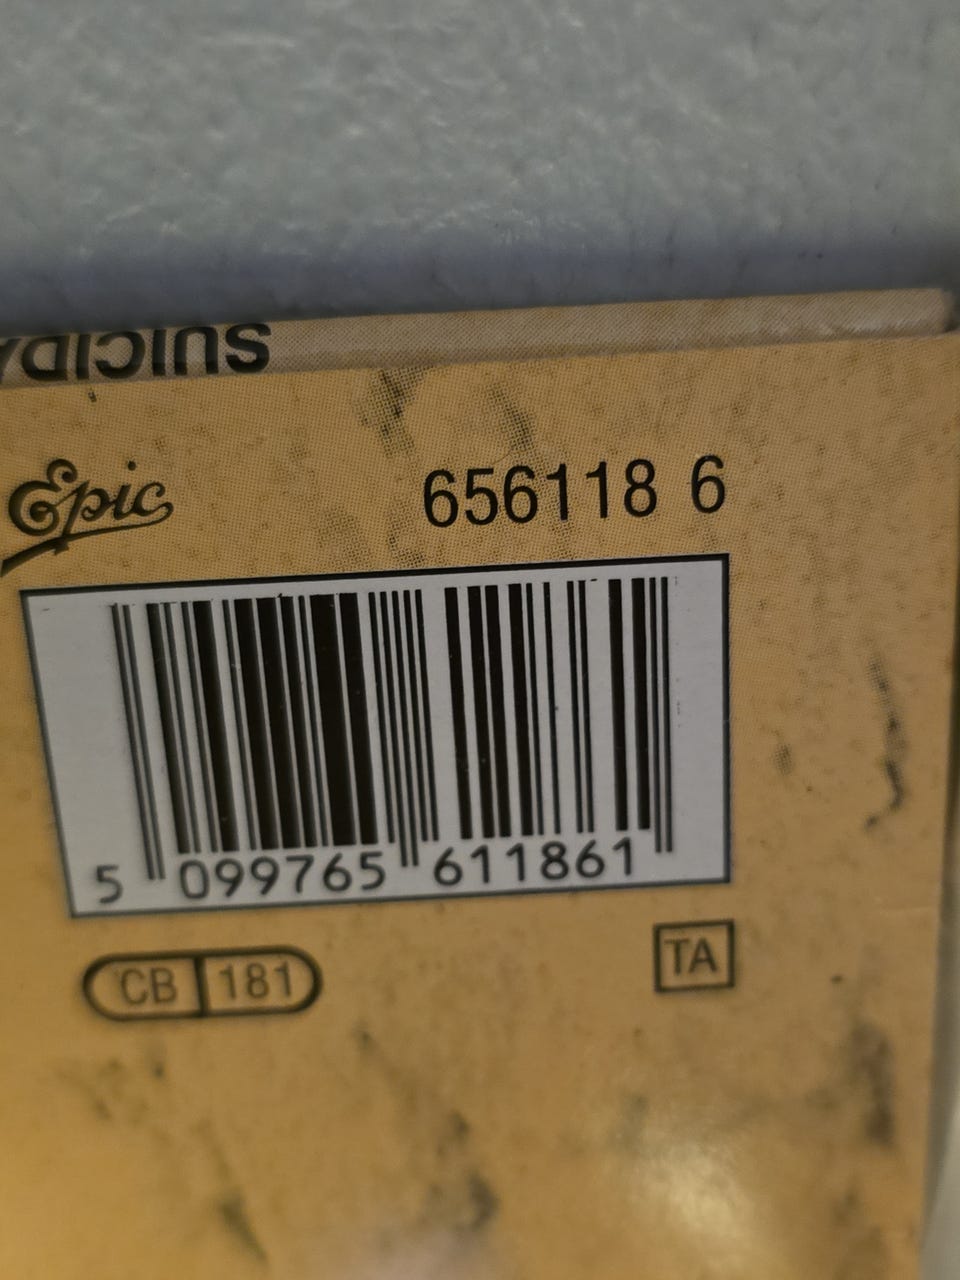 SUICIDA
Epic
656118 6
5 099765 611861
CB 181
TA